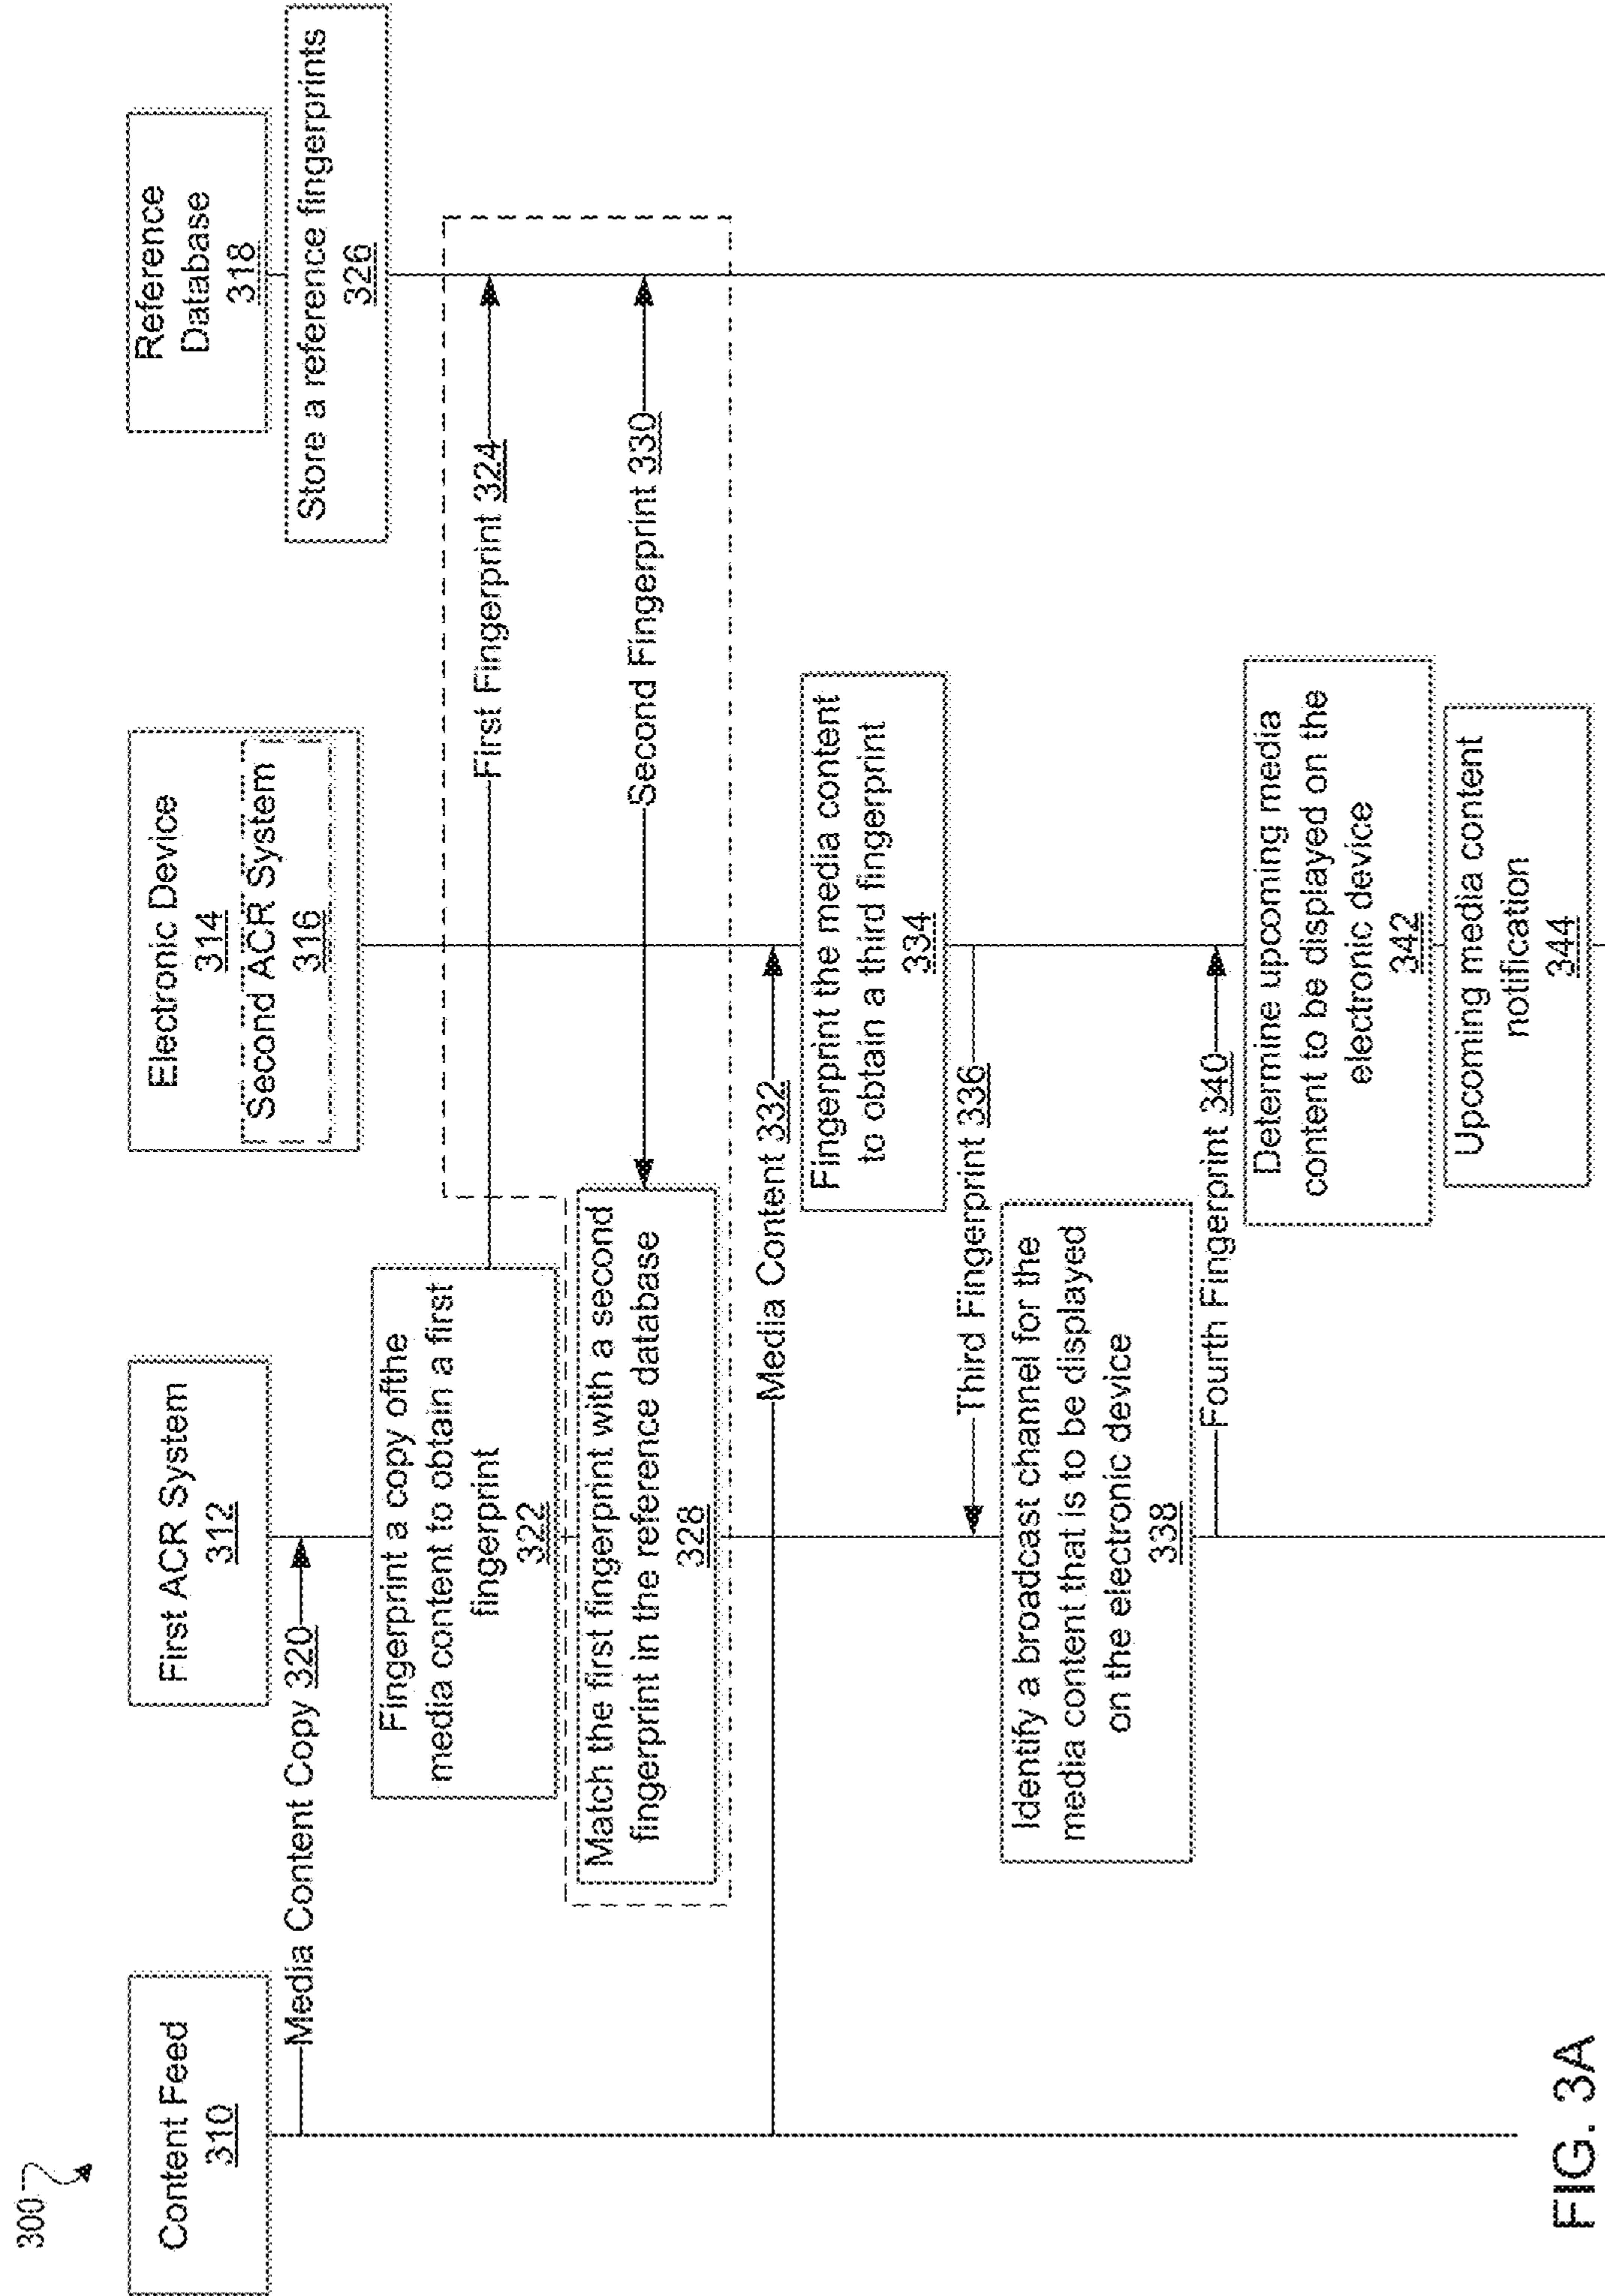 300
Content Feed
310
First ACR System
312
Electronic Device
314
Second ACR System
316
Reference
Database
318
Media Content Copy 320
Store a reference fingerprints
326
Fingerprint a copy ofthe
media content to obtain a first
fingerprint
322
First Fingerprint 324
Match the first fingerprint with a second
fingerprint in the reference database
328
Second Fingerprint 330
Media Content 332
Fingerprint the media content
to obtain a third fingerprint
334
Third Fingerprint 336
Identify a broadcast channel for the
media content that is to be displayed
on the electronic device
338
Fourth Fingerprint 340
Determine upcoming media
content to be displayed on the
electronic device
342
Upcoming media content
notification
344
FIG. 3A